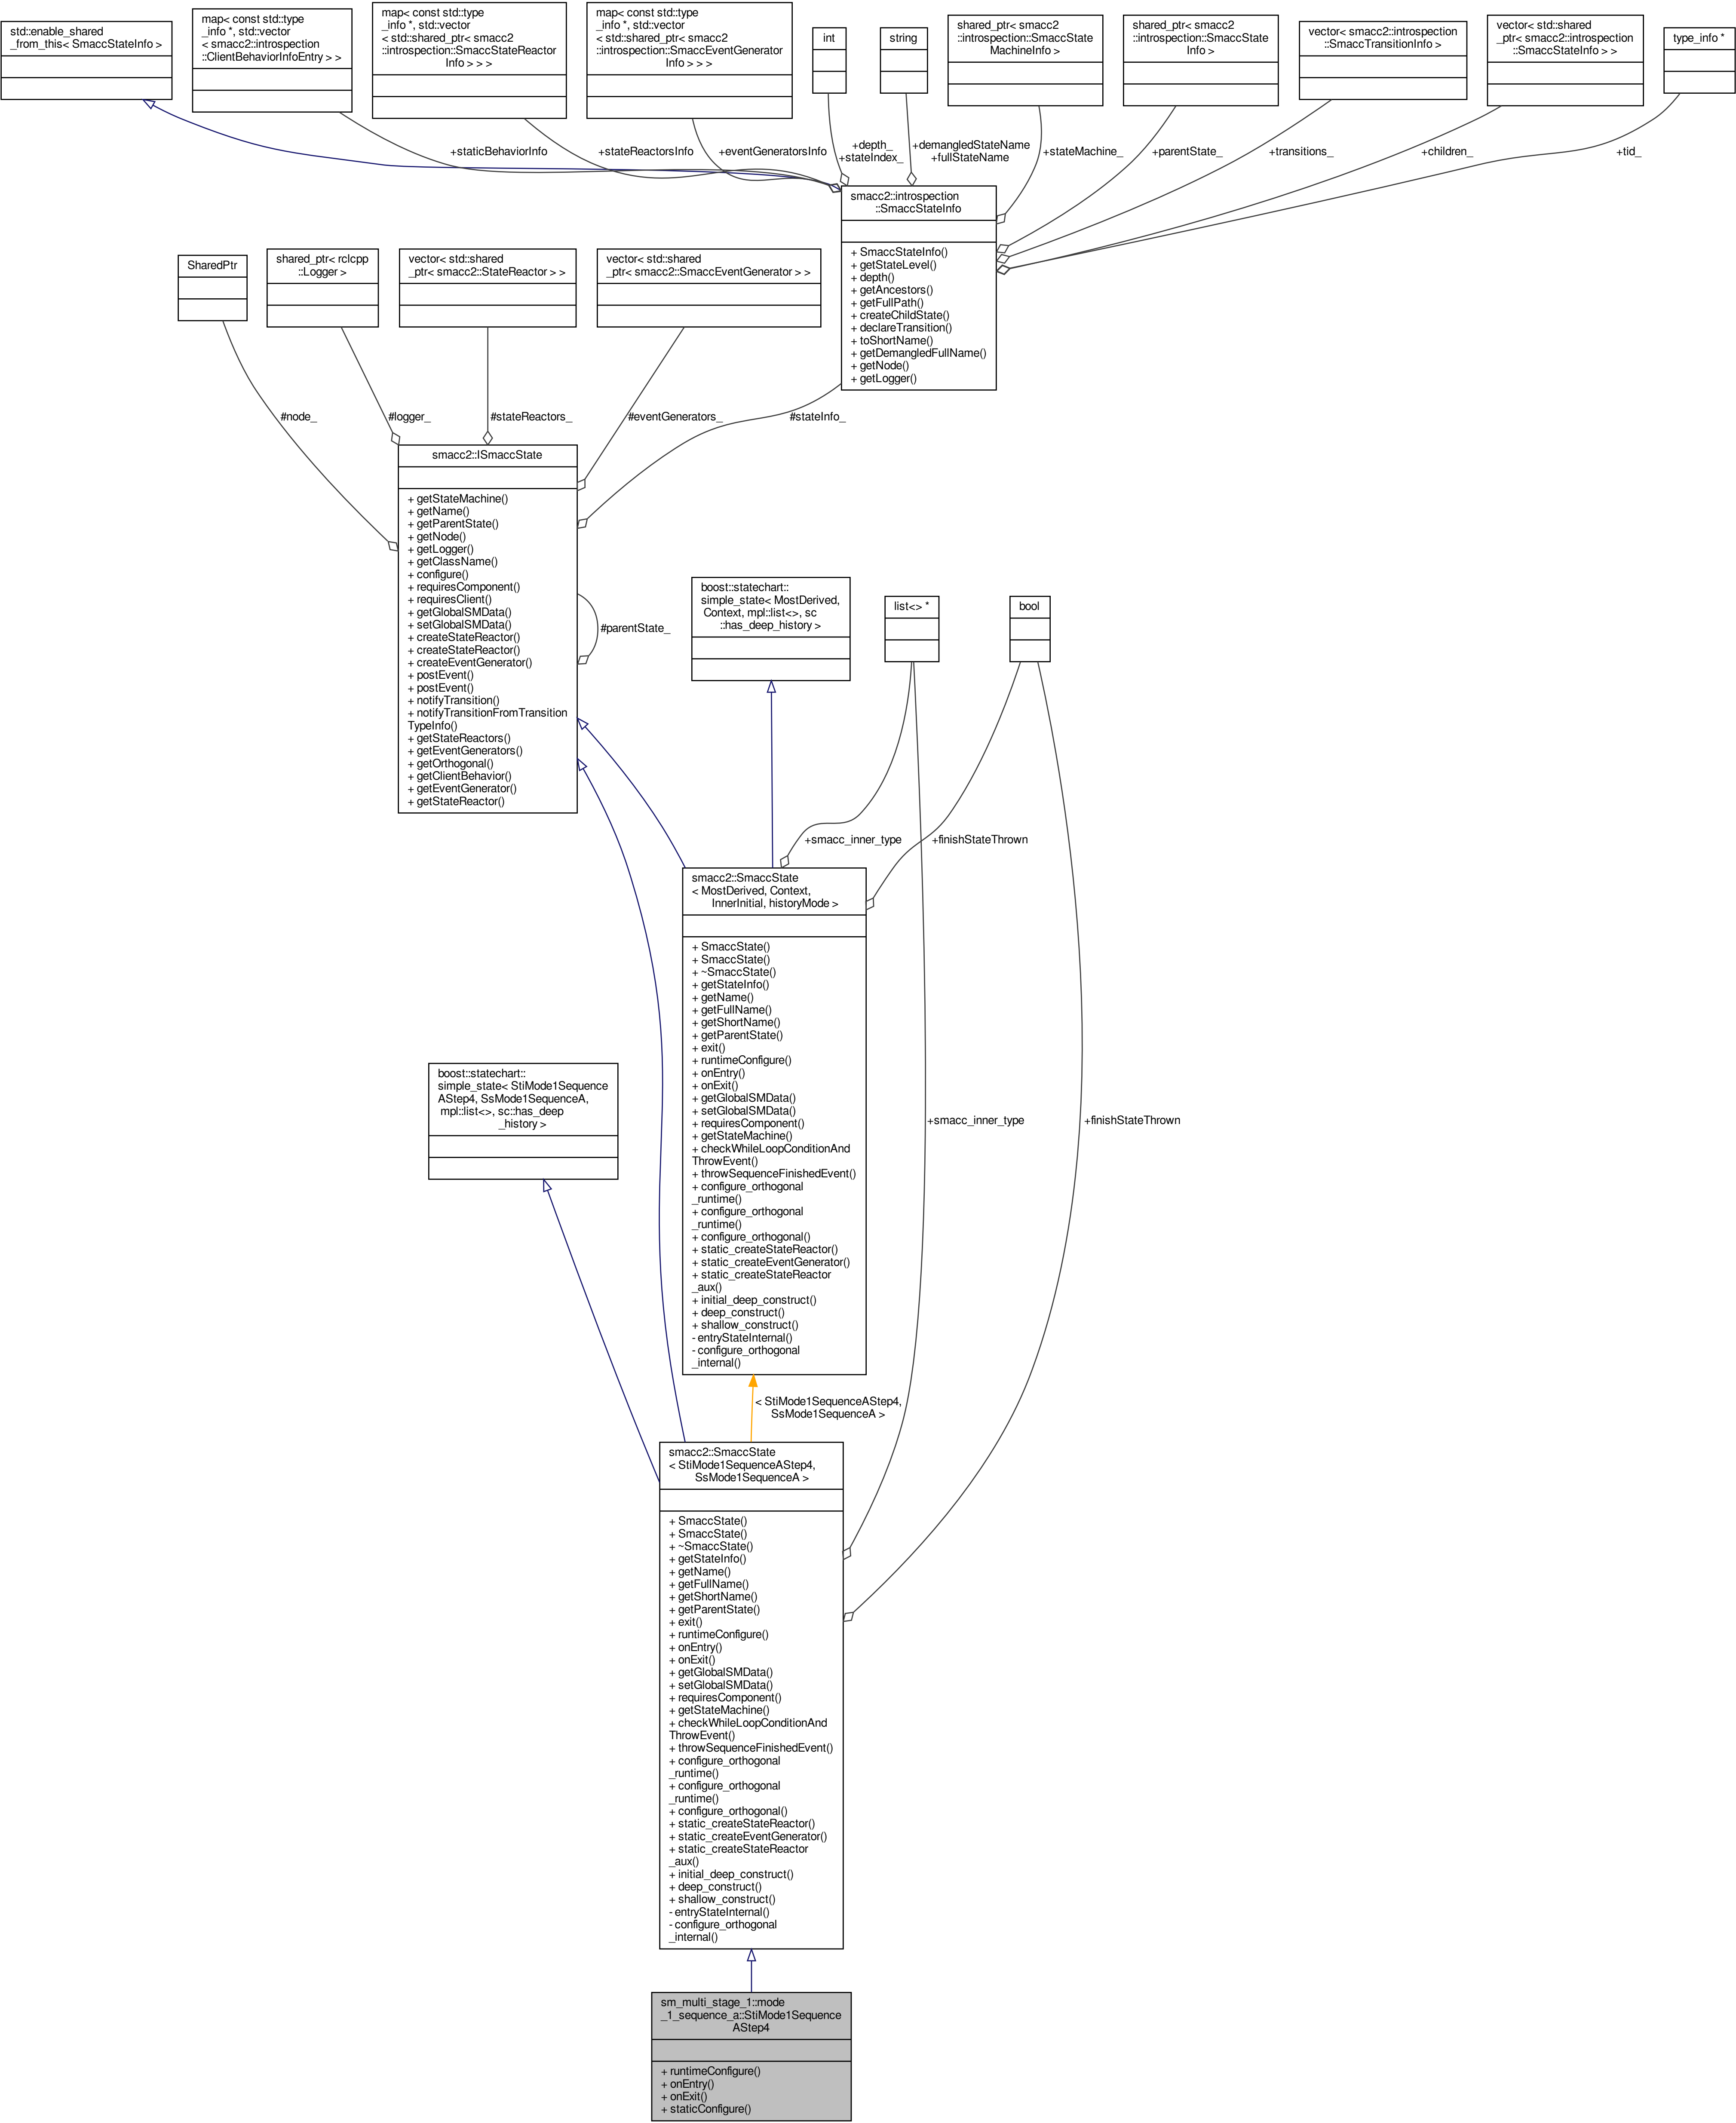 std::enable_shared
_from_this< SmaccStateInfo >
map< const std::type
_info *, std::vector
< smacc2::introspection
::ClientBehaviorInfoEntry > >
map< const std::type
_info *, std::vector
< std::shared_ptr< smacc2
::introspection::SmaccStateReactor
Info > > >
map< const std::type
_info *, std::vector
< std::shared_ptr< smacc2
::introspection::SmaccEventGenerator
Info > > >
int
string
shared_ptr< smacc2
::introspection::SmaccState
MachineInfo >
shared_ptr< smacc2
::introspection::SmaccState
Info >
vector< smacc2::introspection
::SmaccTransitionInfo >
vector< std::shared
_ptr< smacc2::introspection
::SmaccStateInfo > >
type_info *
+staticBehaviorInfo
+stateReactorsInfo
+eventGeneratorsInfo
+depth_
+stateIndex_
+demangledStateName
+fullStateName
+stateMachine_
+parentState_
+transitions_
+children_
+tid_
smacc2::introspection
::SmaccStateInfo
+ SmaccStateInfo()
+ getStateLevel()
+ depth()
+ getAncestors()
+ getFullPath()
+ createChildState()
+ declareTransition()
+ toShortName()
+ getDemangledFullName()
+ getNode()
+ getLogger()
SharedPtr
shared_ptr< rclcpp
::Logger >
vector< std::shared
_ptr< smacc2::StateReactor > >
vector< std::shared
_ptr< smacc2::SmaccEventGenerator > >
#node_
#logger_
#stateReactors_
#eventGenerators_
#stateInfo_
smacc2::ISmaccState
+ getStateMachine()
+ getName()
+ getParentState()
+ getNode()
+ getLogger()
+ getClassName()
+ configure()
+ requiresComponent()
+ requiresClient()
+ getGlobalSMData()
+ setGlobalSMData()
+ createStateReactor()
+ createStateReactor()
+ createEventGenerator()
+ postEvent()
+ postEvent()
+ notifyTransition()
+ notifyTransitionFromTransition
TypeInfo()
+ getStateReactors()
+ getEventGenerators()
+ getOrthogonal()
+ getClientBehavior()
+ getEventGenerator()
+ getStateReactor()
#parentState_
boost::statechart::
simple_state< MostDerived,
Context, mpl::list<>, sc
::has_deep_history >
list<> *
bool
+smacc_inner_type
+finishStateThrown
smacc2::SmaccState
< MostDerived, Context,
InnerInitial, historyMode >
+ SmaccState()
+ SmaccState()
+ ~SmaccState()
+ getStateInfo()
+ getName()
+ getFullName()
+ getShortName()
+ getParentState()
+ exit()
+ runtimeConfigure()
+ onEntry()
+ onExit()
+ getGlobalSMData()
+ setGlobalSMData()
+ requiresComponent()
+ getStateMachine()
+ checkWhileLoopConditionAnd
ThrowEvent()
+ throwSequenceFinishedEvent()
+ configure_orthogonal
_runtime()
+ configure_orthogonal
_runtime()
+ configure_orthogonal()
+ static_createStateReactor()
+ static_createEventGenerator()
+ static_createStateReactor
_aux()
+ initial_deep_construct()
+ deep_construct()
+ shallow_construct()
- entryStateInternal()
- configure_orthogonal
_internal()
boost::statechart::
simple_state< StiMode1Sequence
AStep4, SsMode1SequenceA,
mpl::list<>, sc::has_deep
_history >
+smacc_inner_type
+finishStateThrown
< StiMode1SequenceAStep4,
SsMode1SequenceA >
smacc2::SmaccState
< StiMode1SequenceAStep4,
SsMode1SequenceA >
+ SmaccState()
+ SmaccState()
+ ~SmaccState()
+ getStateInfo()
+ getName()
+ getFullName()
+ getShortName()
+ getParentState()
+ exit()
+ runtimeConfigure()
+ onEntry()
+ onExit()
+ getGlobalSMData()
+ setGlobalSMData()
+ requiresComponent()
+ getStateMachine()
+ checkWhileLoopConditionAnd
ThrowEvent()
+ throwSequenceFinishedEvent()
+ configure_orthogonal
_runtime()
+ configure_orthogonal
_runtime()
+ configure_orthogonal()
+ static_createStateReactor()
+ static_createEventGenerator()
+ static_createStateReactor
_aux()
+ initial_deep_construct()
+ deep_construct()
+ shallow_construct()
- entryStateInternal()
- configure_orthogonal
_internal()
sm_multi_stage_1::mode
_1_sequence_a::StiMode1Sequence
AStep4
+ runtimeConfigure()
+ onEntry()
+ onExit()
+ staticConfigure()